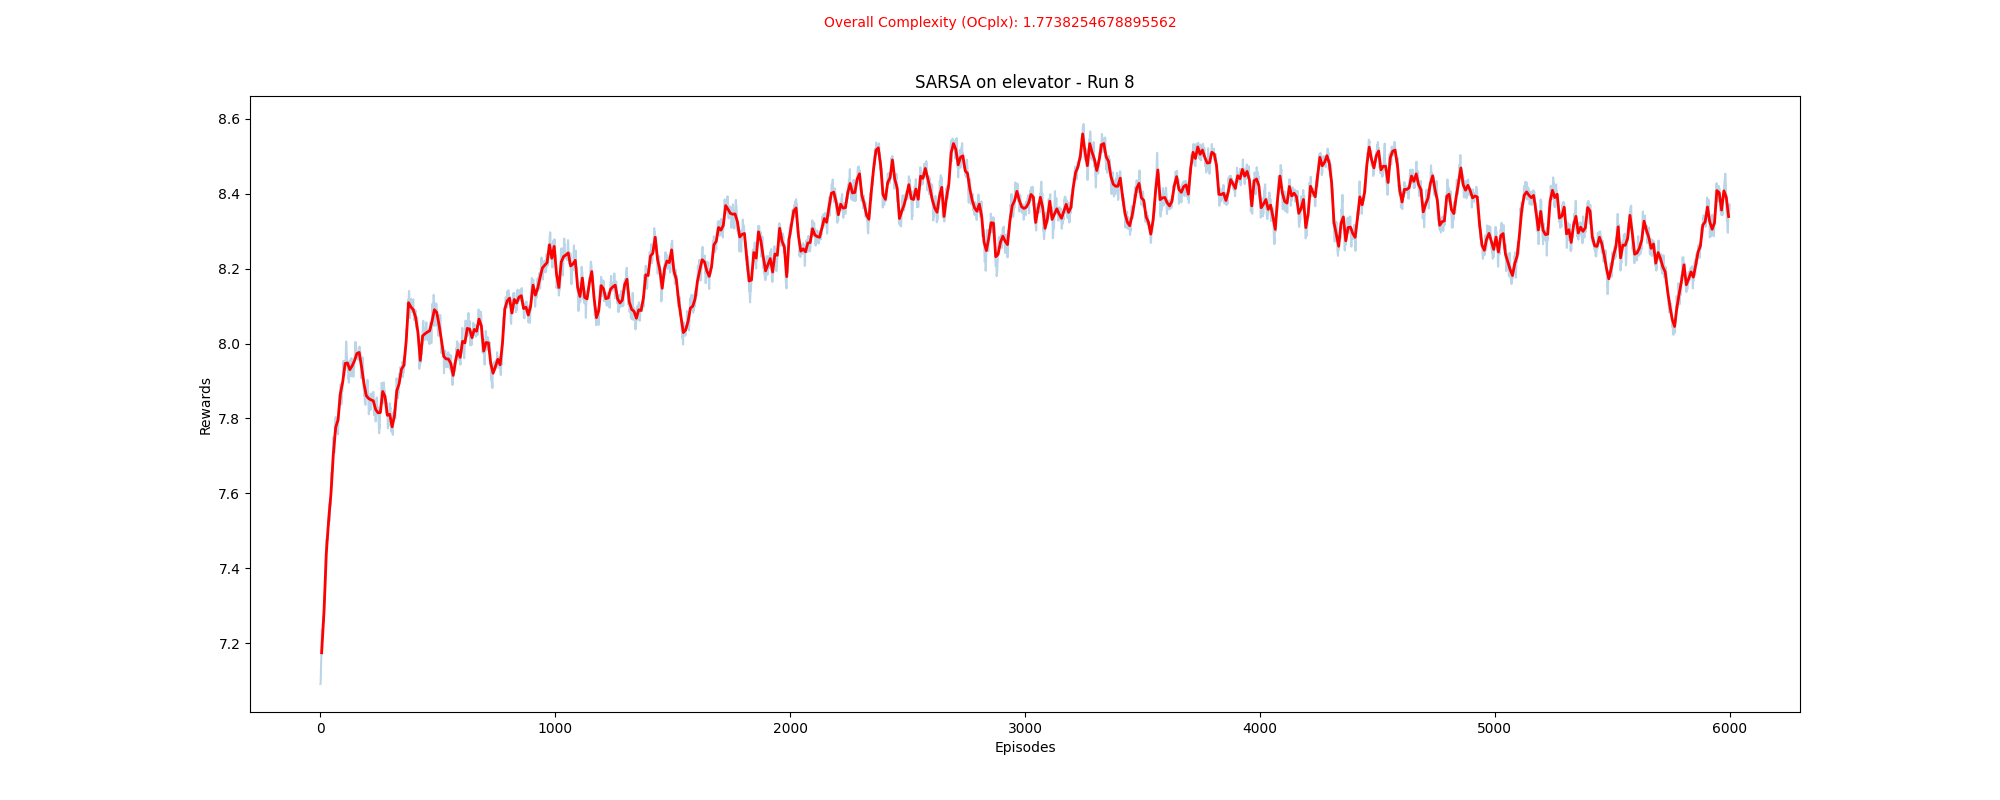 Overall Complexity (OCplx): 1.7738254678895562
SARSA on elevator - Run 8
8.6
8.4
8.2
8.0
7.8
7.6
7.4
7.2
Rewards
0 1000 2000 3000 4000 5000 6000
Episodes